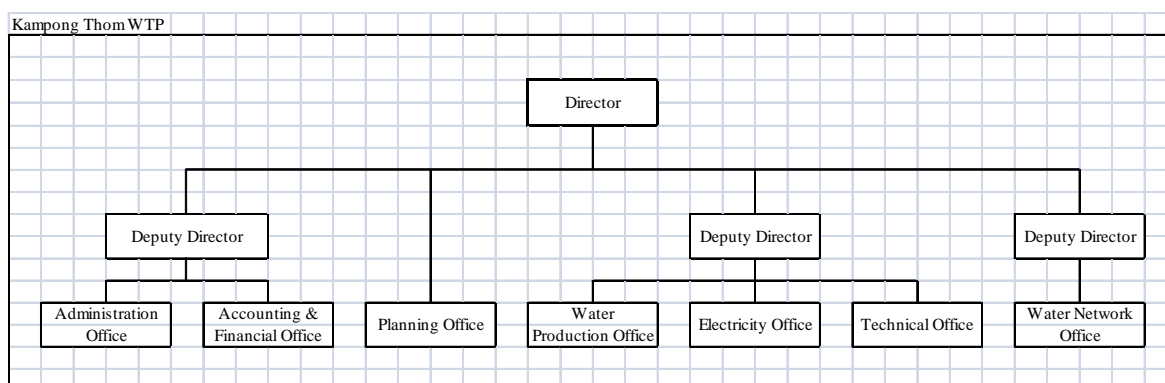 Kampong Thom WTP
Director
Deputy Director
Deputy Director
Deputy Director
Administration
Office
Accounting &
Financial Office
Planning Office
Water
Production Office
Electricity Office
Technical Office
Water Network
Office